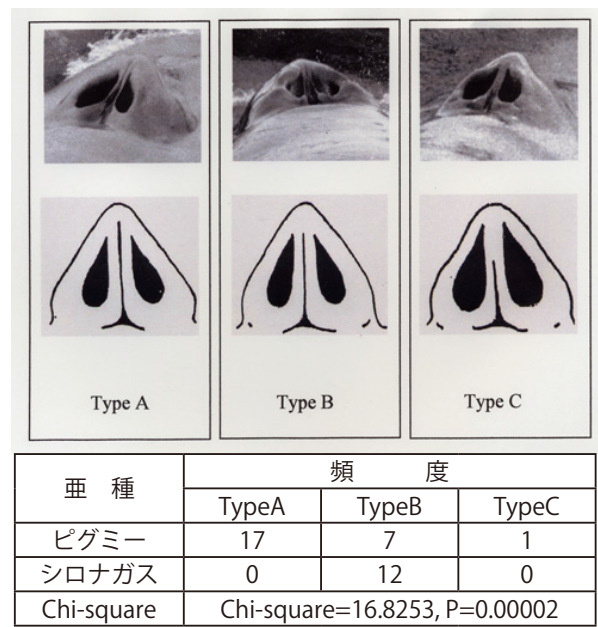 Type A
Type B
Type C
亜 種
頻 度
TypeA
TypeB
TypeC
ピグミー
17
7
1
シロナガス
0
12
0
Chi-square
Chi-square=16.8253, P=0.00002